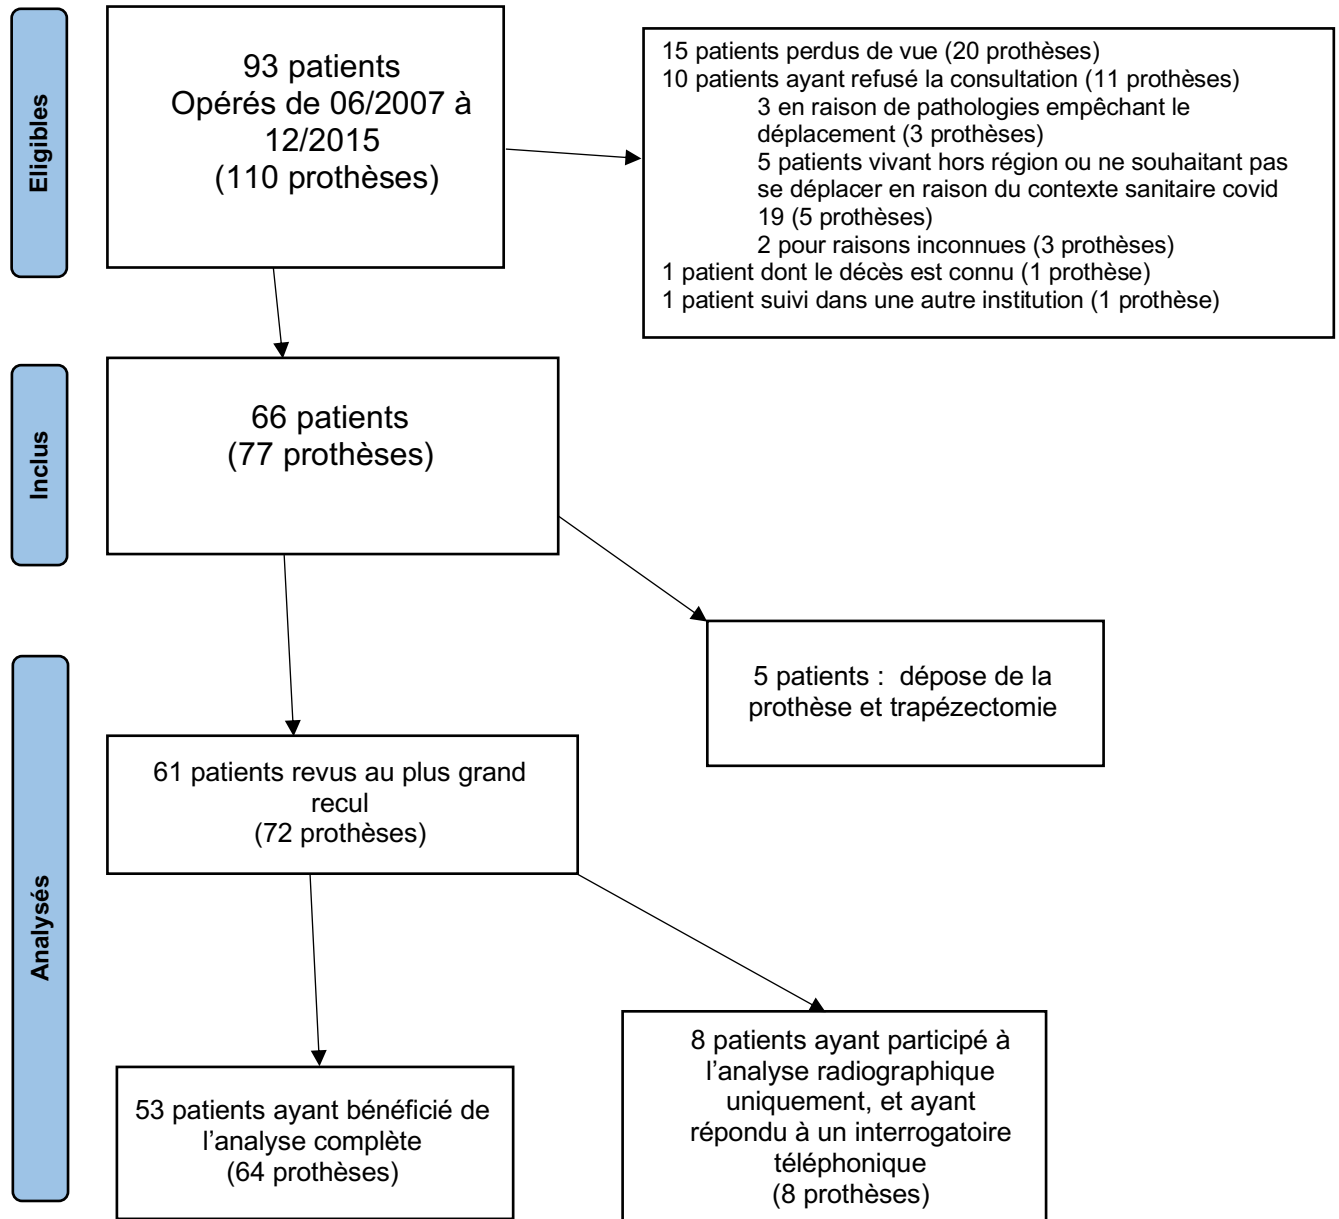 Eligibles
93 patients
Opérés de 06/2007 à
12/2015
(110 prothèses)
15 patients perdus de vue (20 prothèses)
10 patients ayant refusé la consultation (11 prothèses)
3 en raison de pathologies empêchant le
déplacement (3 prothèses)
5 patients vivant hors région ou ne souhaitant pas
se déplacer en raison du contexte sanitaire covid
19 (5 prothèses)
2 pour raisons inconnues (3 prothèses)
1 patient dont le décès est connu (1 prothèse)
1 patient suivi dans une autre institution (1 prothèse)
Inclus
66 patients
(77 prothèses)
5 patients : dépose de la
prothèse et trapézectomie
Analysés
61 patients revus au plus grand
recul
(72 prothèses)
53 patients ayant bénéficié de
l’analyse complète
(64 prothèses)
8 patients ayant participé à
l’analyse radiographique
uniquement, et ayant
répondu à un interrogatoire
téléphonique
(8 prothèses)